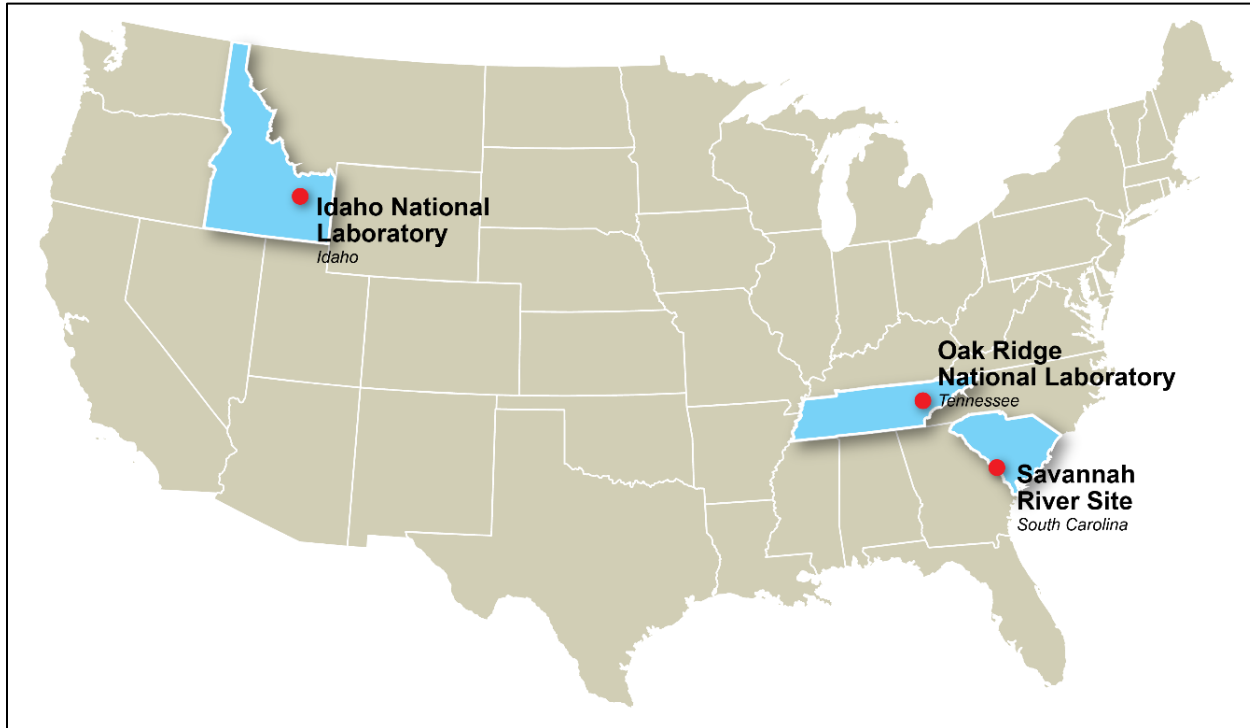 Idaho National
Laboratory
Idaho
Oak Ridge
National Laboratory
Tennessee
Savannah
River Site
South Carolina